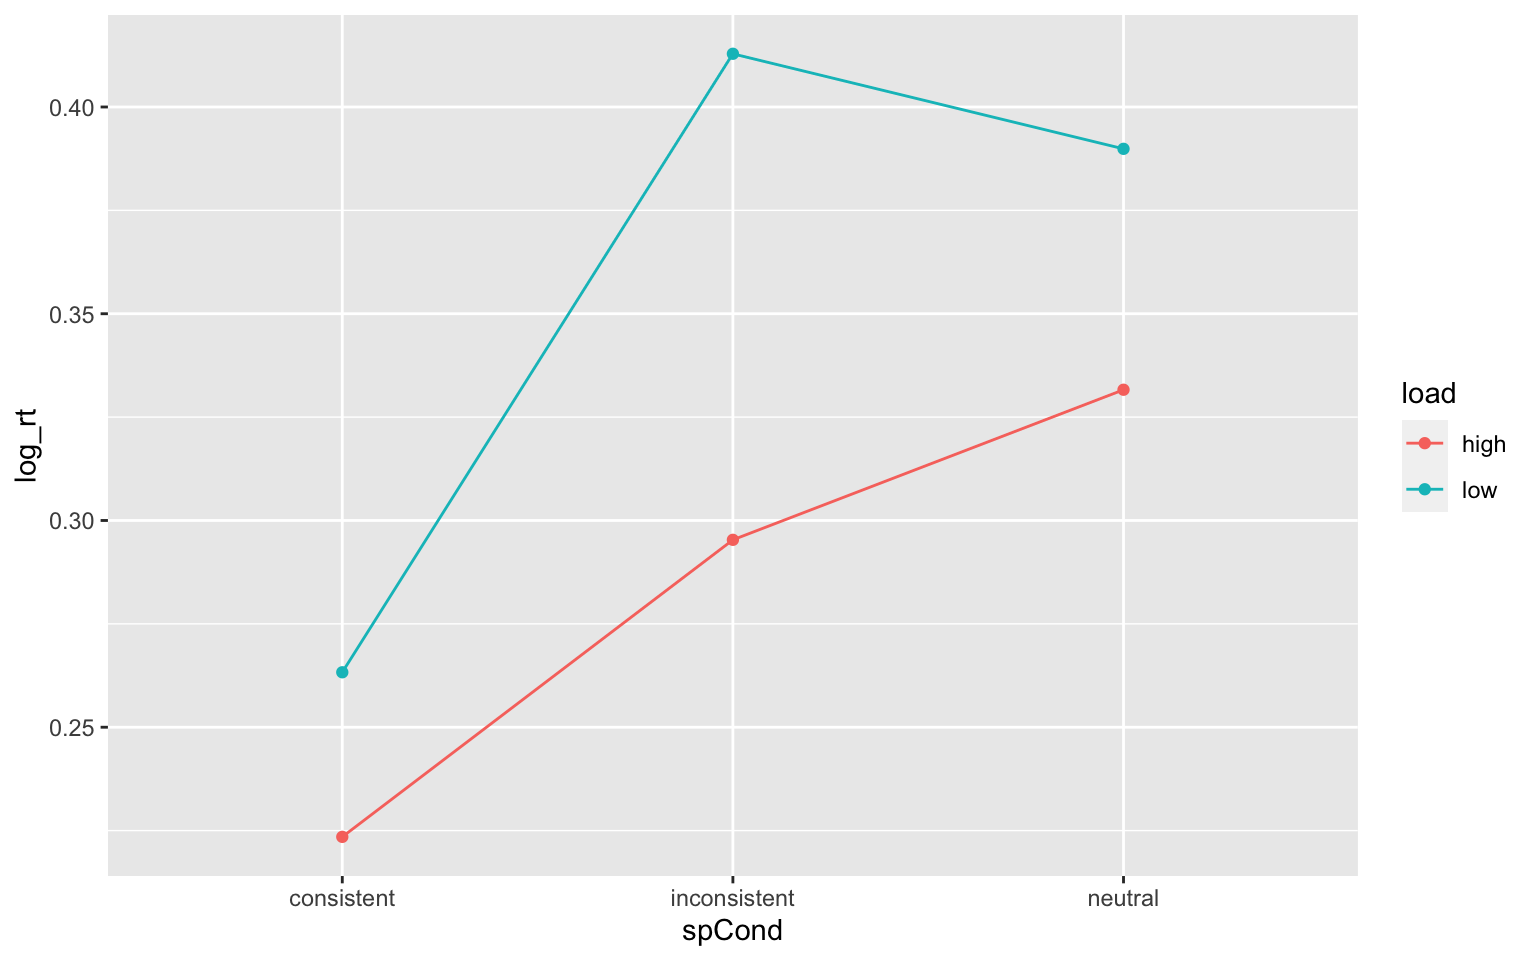 log_rt
0.40
0.35
0.30
0.25
consistent
inconsistent
neutral
spCond
load
high
low